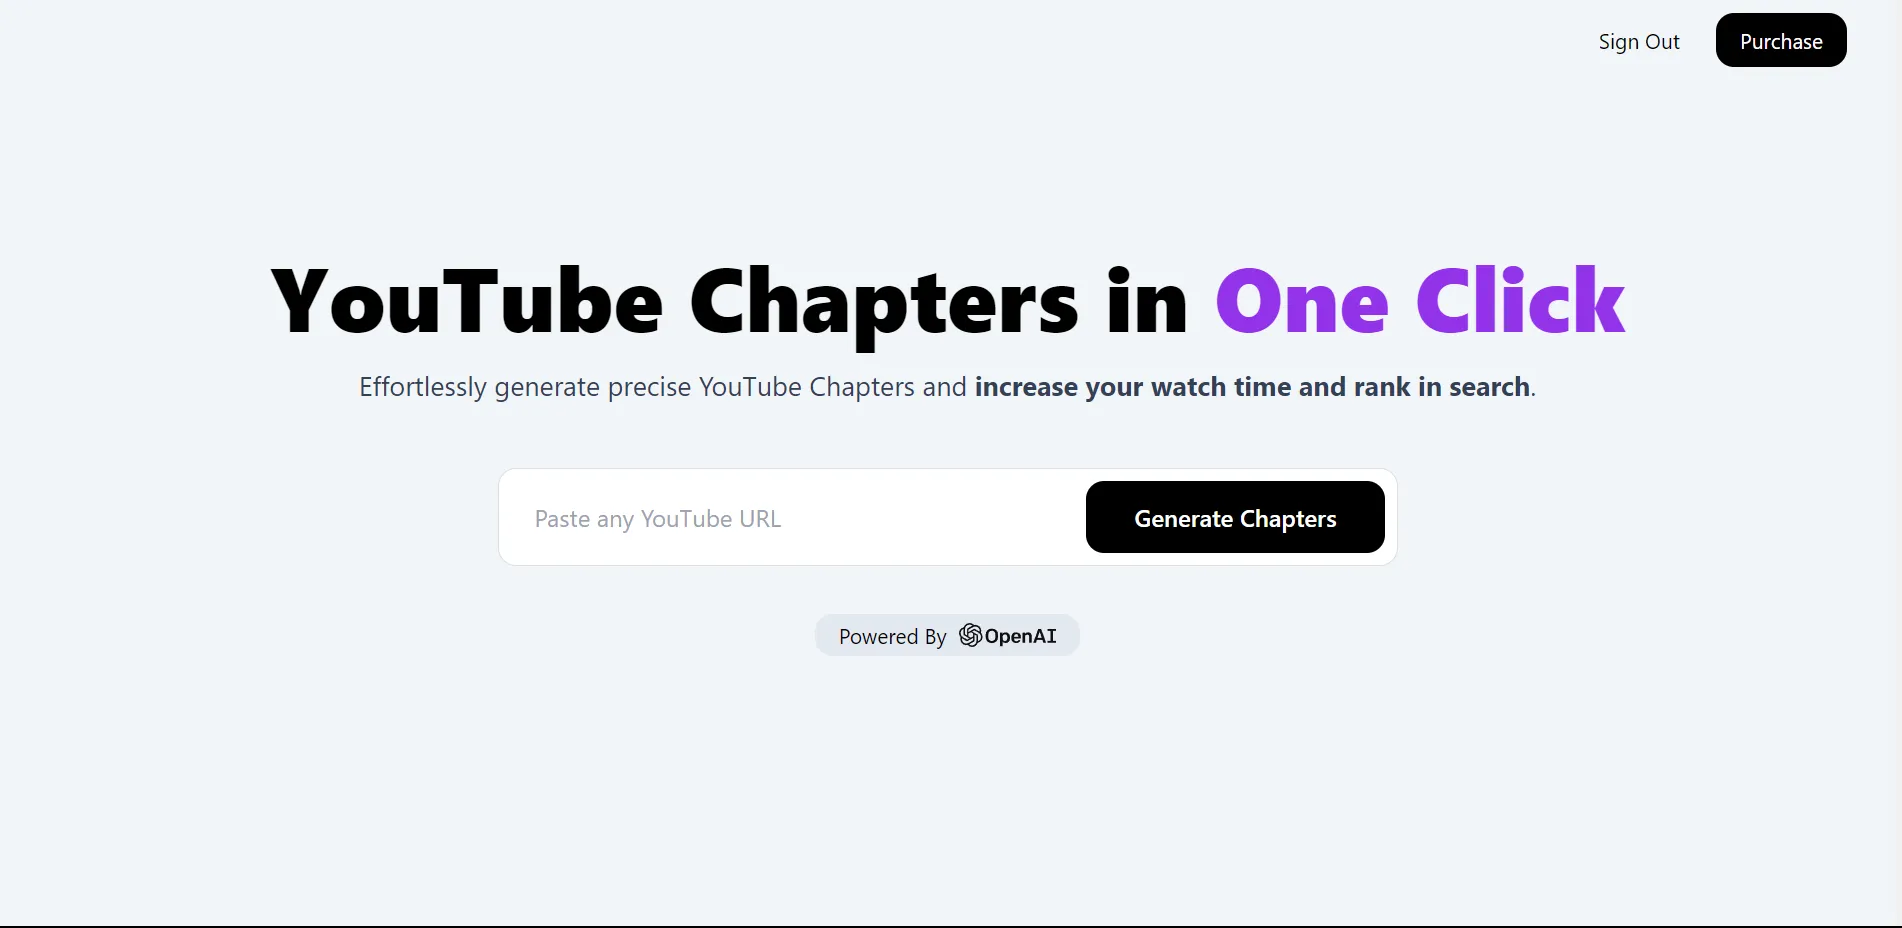 Sign Out
Purchase
YouTube Chapters in One Click
Effortlessly generate precise YouTube Chapters and increase your watch time and rank in search.
Paste any YouTube URL
Generate Chapters
Powered By OpenAI